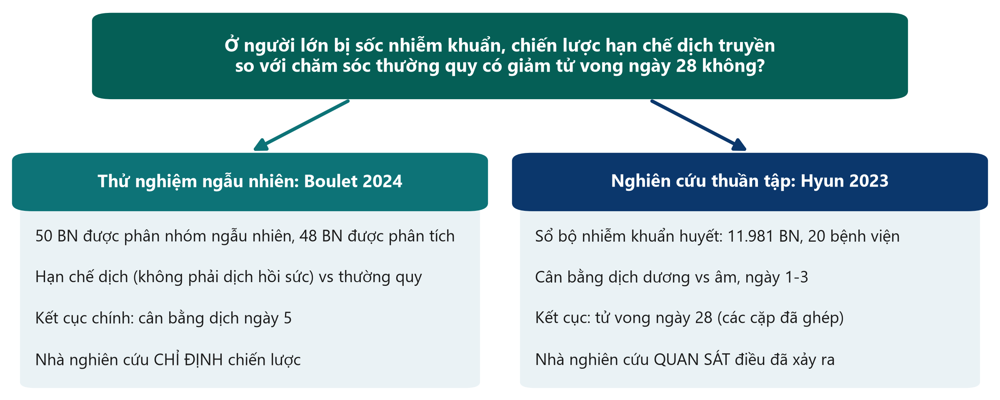 Ở người lớn bị sốc nhiễm khuẩn, chiến lược hạn chế dịch truyền
so với chăm sóc thường quy có giảm tử vong ngày 28 không?
Thử nghiệm ngẫu nhiên: Boulet 2024
50 BN được phân nhóm ngẫu nhiên, 48 BN được phân tích
Hạn chế dịch (không phải dịch hồi sức) vs thường quy
Kết cục chính: cân bằng dịch ngày 5
Nhà nghiên cứu CHỈ ĐỊNH chiến lược
Nghiên cứu thuần tập: Hyun 2023
Sổ bộ nhiễm khuẩn huyết: 11.981 BN, 20 bệnh viện
Cân bằng dịch dương vs âm, ngày 1-3
Kết cục: tử vong ngày 28 (các cặp đã ghép)
Nhà nghiên cứu QUAN SÁT điều đã xảy ra